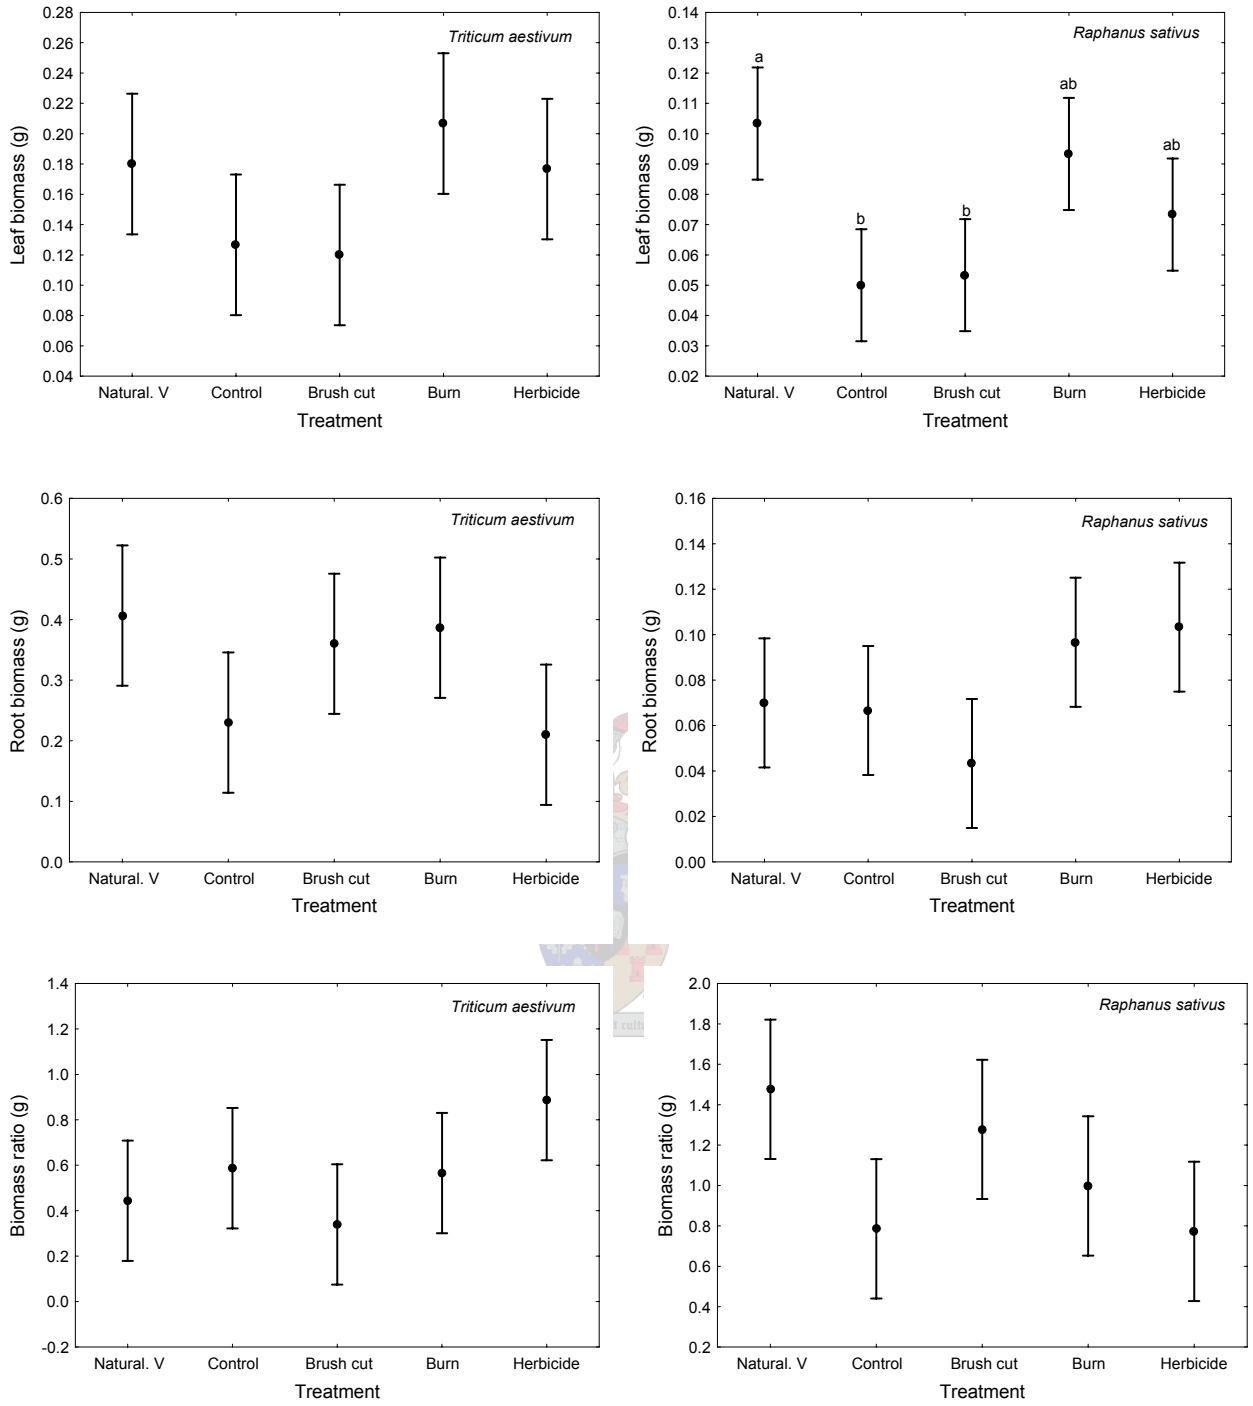 Triticum aestivum
Leaf biomass (g)
0.28
0.26
0.24
0.22
0.20
0.18
0.16
0.14
0.12
0.10
0.08
0.06
0.04
Natural. V Control Brush cut Burn Herbicide
Treatment
Raphanus sativus
Leaf biomass (g)
0.14
0.13
0.12
0.11
0.10
0.09
0.08
0.07
0.06
0.05
0.04
0.03
0.02
a
b
b
ab
ab
Natural. V Control Brush cut Burn Herbicide
Treatment
Triticum aestivum
Root biomass (g)
0.6
0.5
0.4
0.3
0.2
0.1
0.0
Natural. V Control Brush cut Burn Herbicide
Treatment
Raphanus sativus
Root biomass (g)
0.16
0.14
0.12
0.10
0.08
0.06
0.04
0.02
0.00
Natural. V Control Brush cut Burn Herbicide
Treatment
Triticum aestivum
Biomass ratio (g)
1.4
1.2
1.0
0.8
0.6
0.4
0.2
0.0
-0.2
Natural. V Control Brush cut Burn Herbicide
Treatment
Raphanus sativus
Biomass ratio (g)
2.0
1.8
1.6
1.4
1.2
1.0
0.8
0.6
0.4
0.2
Natural. V Control Brush cut Burn Herbicide
Treatment